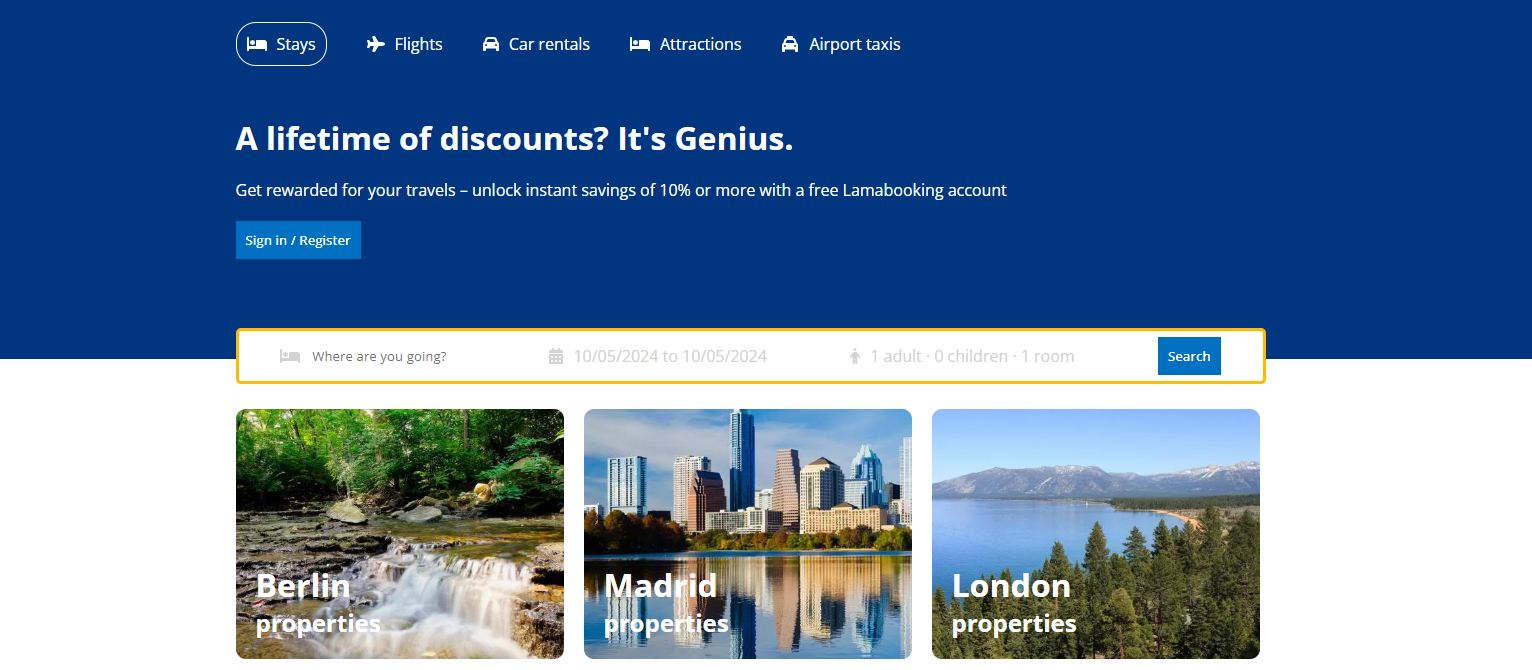 Stays Flights Car rentals Attractions Airport taxis
A lifetime of discounts? It's Genius.
Get rewarded for your travels – unlock instant savings of 10% or more with a free Lamabooking account
Sign in / Register
Where are you going? 10/05/2024 to 10/05/2024 1 adult · 0 children · 1 room Search
Berlin
properties
Madrid
properties
London
properties